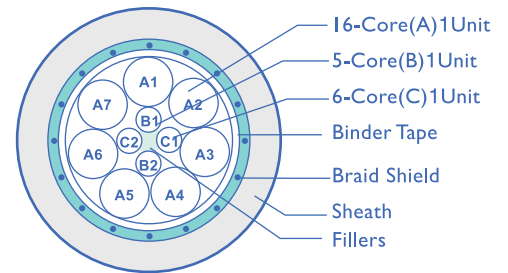 16-Core(A)1Unit
5-Core(B)1Unit
6-Core(C)1Unit
Binder Tape
Braid Shield
Sheath
Fillers
A1
A7
A2
B1
C2
C1
A6
A3
B2
A5
A4